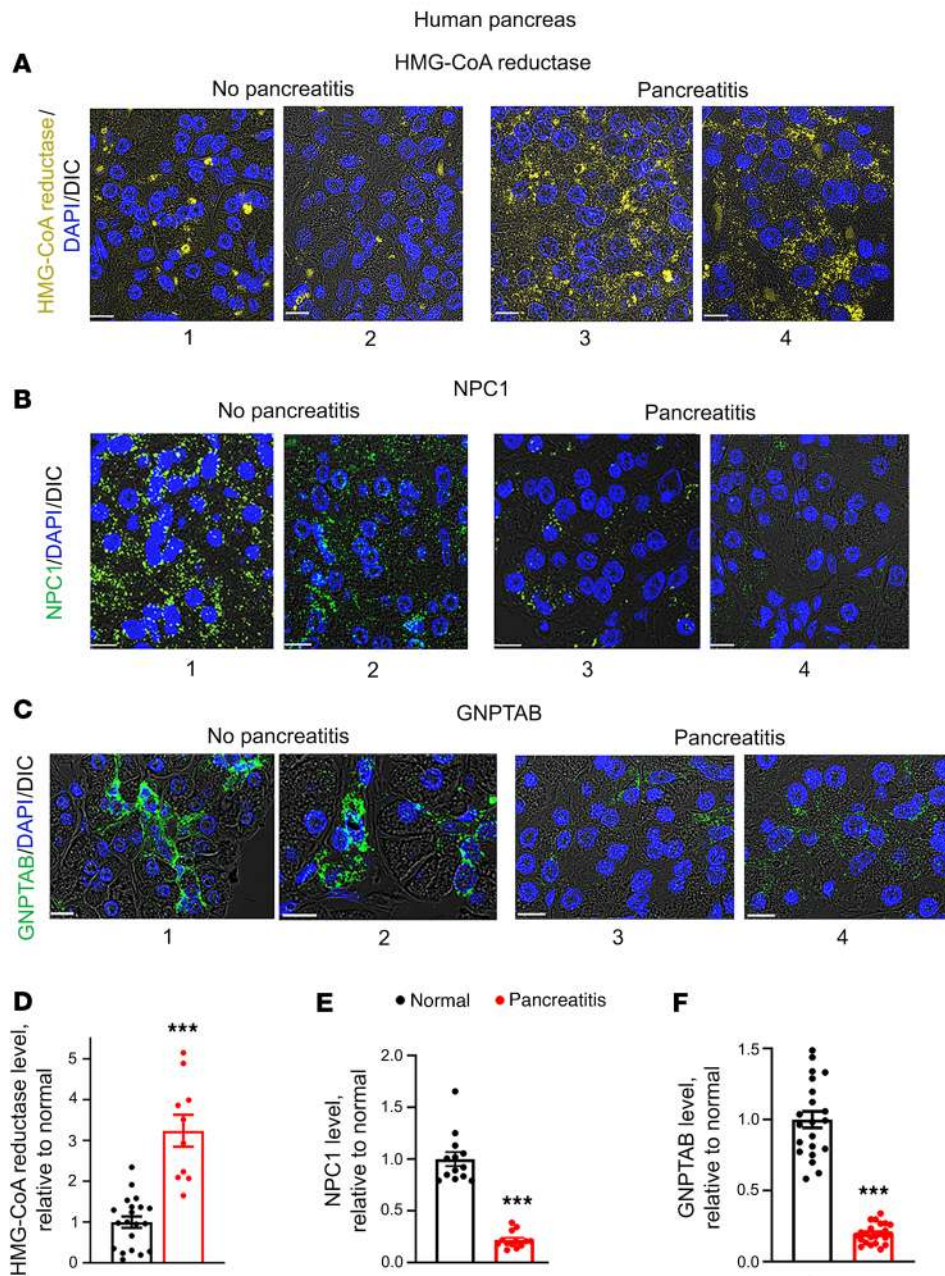 Human pancreas
A
HMG-CoA reductase
No pancreatitis
Pancreatitis
HMG-CoA reductase/
DAPI/DIC
1
2
3
4
B
NPC1
No pancreatitis
Pancreatitis
NPC1/DAPI/DIC
1
2
3
4
C
GNPTAB
No pancreatitis
Pancreatitis
GNPTAB/DAPI/DIC
1
2
3
4
D
HMG-CoA reductase level,
relative to normal
5
4
3
2
1
0
***
E
Normal
Pancreatitis
NPC1 level,
relative to normal
2.0
1.5
1.0
0.5
0.0
***
F
GNPTAB level,
relative to normal
1.5
1.0
0.5
0.0
***